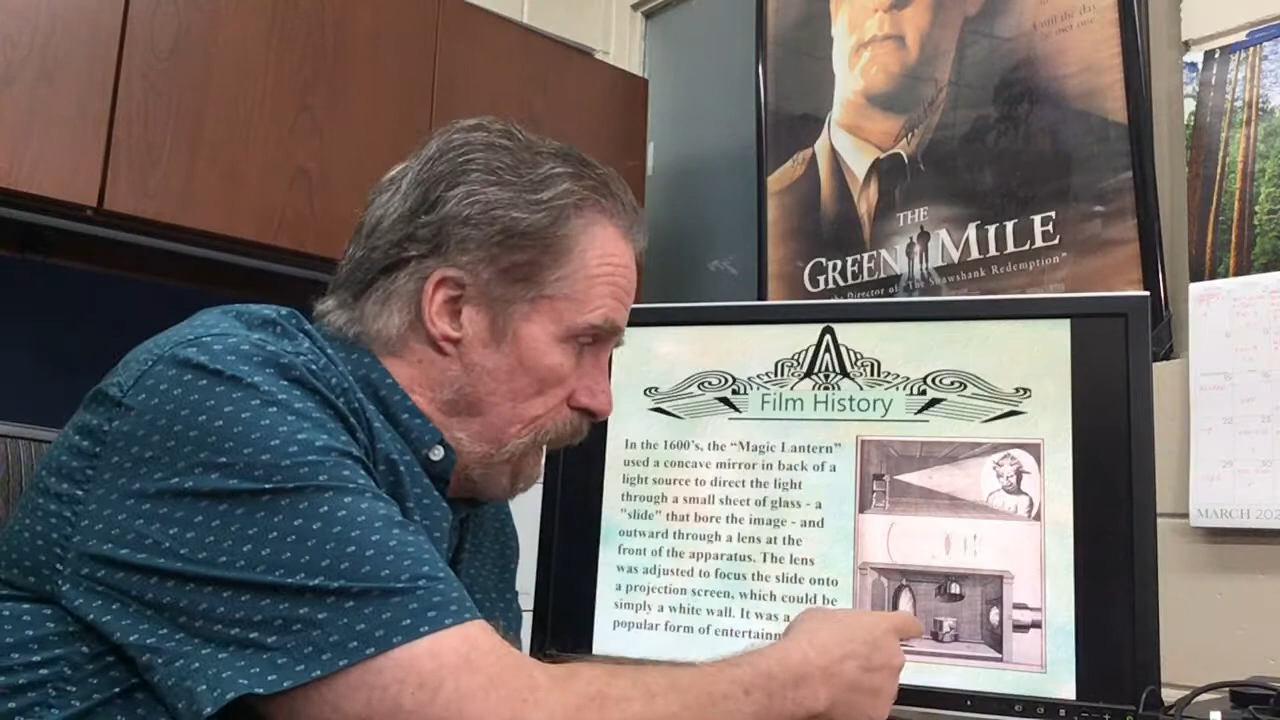 Until the day
THE
GREEN MILE
the Director of "The Shawshank Redemption"
Film History
In the 1600's, the “Magic Lantern”
used a concave mirror in back of a
light source to direct the light
through a small sheet of glass - a
"slide" that bore the image - and
outward through a lens at the
front of the apparatus. The lens
was adjusted to focus the slide onto
a projection screen, which could be
simply a white wall. It was a
popular form of
22
29
30
MARCH